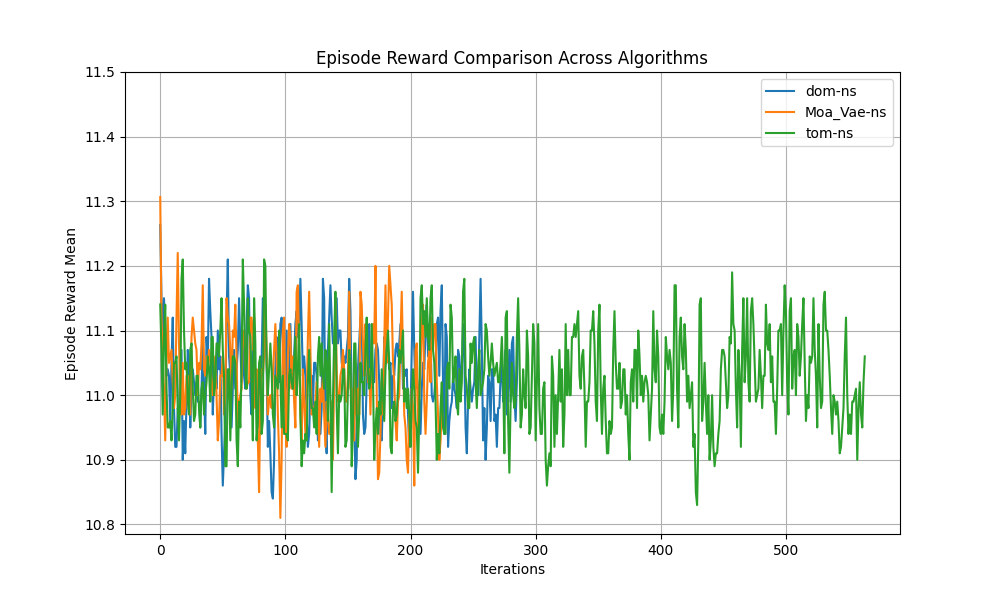 Episode Reward Comparison Across Algorithms
11.5
11.4
11.3
11.2
11.1
11.0
10.9
10.8
Episode Reward Mean
dom-ns
Moa_Vae-ns
tom-ns
0
100
200
300
400
500
Iterations